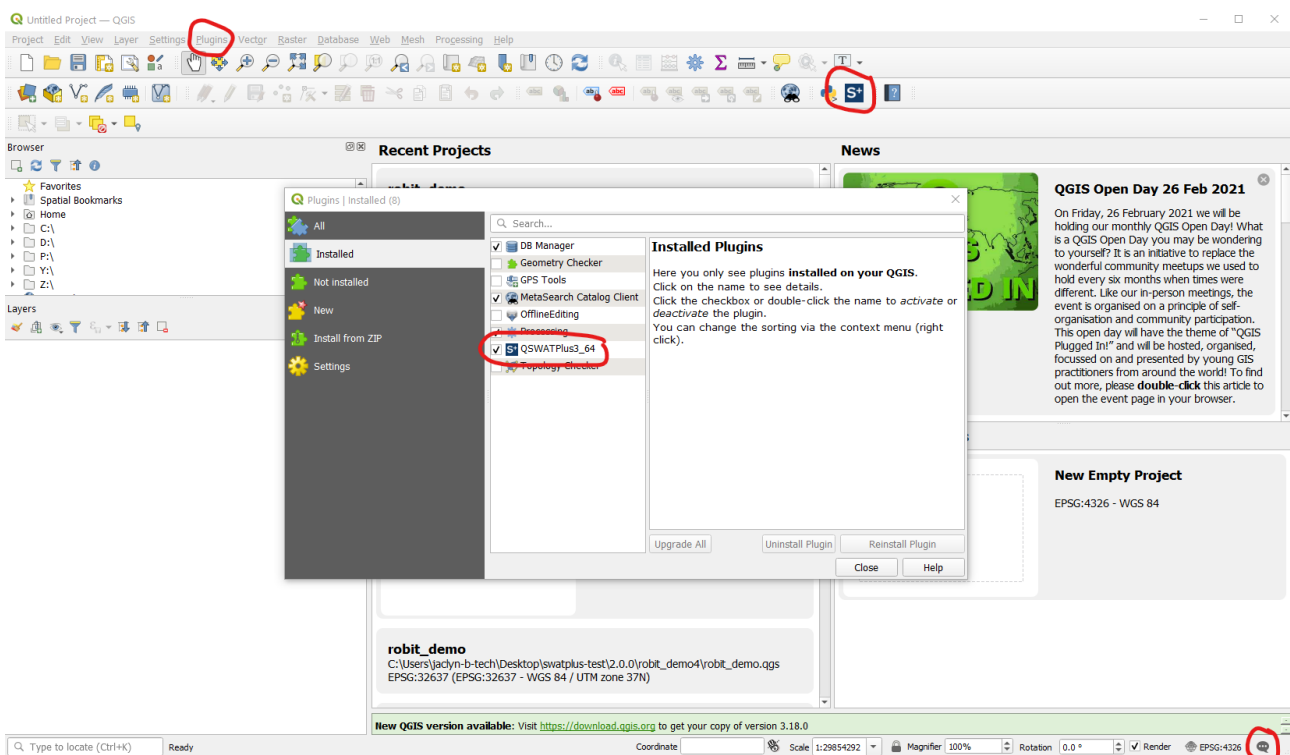 Untitled Project — QGIS
Project Edit View Layer Settings Plugins Vector Raster Database Web Mesh Processing Help
S+
Browser
Favorites
Spatial Bookmarks
Home
C:\
D:\
P:\
Y:\
Z:\
Layers
Recent Projects
robit_demo
Plugins | Installed (8)
All
Installed
Not installed
New
Install from ZIP
Settings
Search...
DB Manager
Geometry Checker
GPS Tools
MetaSearch Catalog Client
OfflineEditing
Processing
QSWATPlus3_64
Topology Checker
Installed Plugins
Here you only see plugins installed on your QGIS.
Click on the name to see details.
Click the checkbox or double-click the name to activate or
deactivate the plugin.
You can change the sorting via the context menu (right
click).
Upgrade All
Uninstall Plugin
Reinstall Plugin
Close
Help
robit_demo
C:\Users\jaclyn-b-tech\Desktop\swatplus-test\2.0.0\robit_demo4\robit_demo.qgs
EPSG:32637 (EPSG:32637 - WGS 84 / UTM zone 37N)
News
D IN
QGIS Open Day 26 Feb 2021
On Friday, 26 February 2021 we will be
holding our monthly QGIS Open Day! What
is a QGIS Open Day you may be wondering
to yourself? It is an initiative to replace the
wonderful community meetups we used to
hold every six months when times were
different. Like our in-person meetings, the
event is organised on a principle of self-
organisation and community participation.
This open day will have the theme of "QGIS
Plugged In!" and will be hosted, organised,
focussed on and presented by young GIS
practitioners from around the world! To find
out more, please double-click this article to
open the event page in your browser.
New Empty Project
EPSG:4326 - WGS 84
New QGIS version available: Visit https://download.qgis.org to get your copy of version 3.18.0
Type to locate (Ctrl+K)
Ready
Coordinate
Scale 1:29854292
Magnifier 100%
Rotation 0.0 °
Render
EPSG:4326